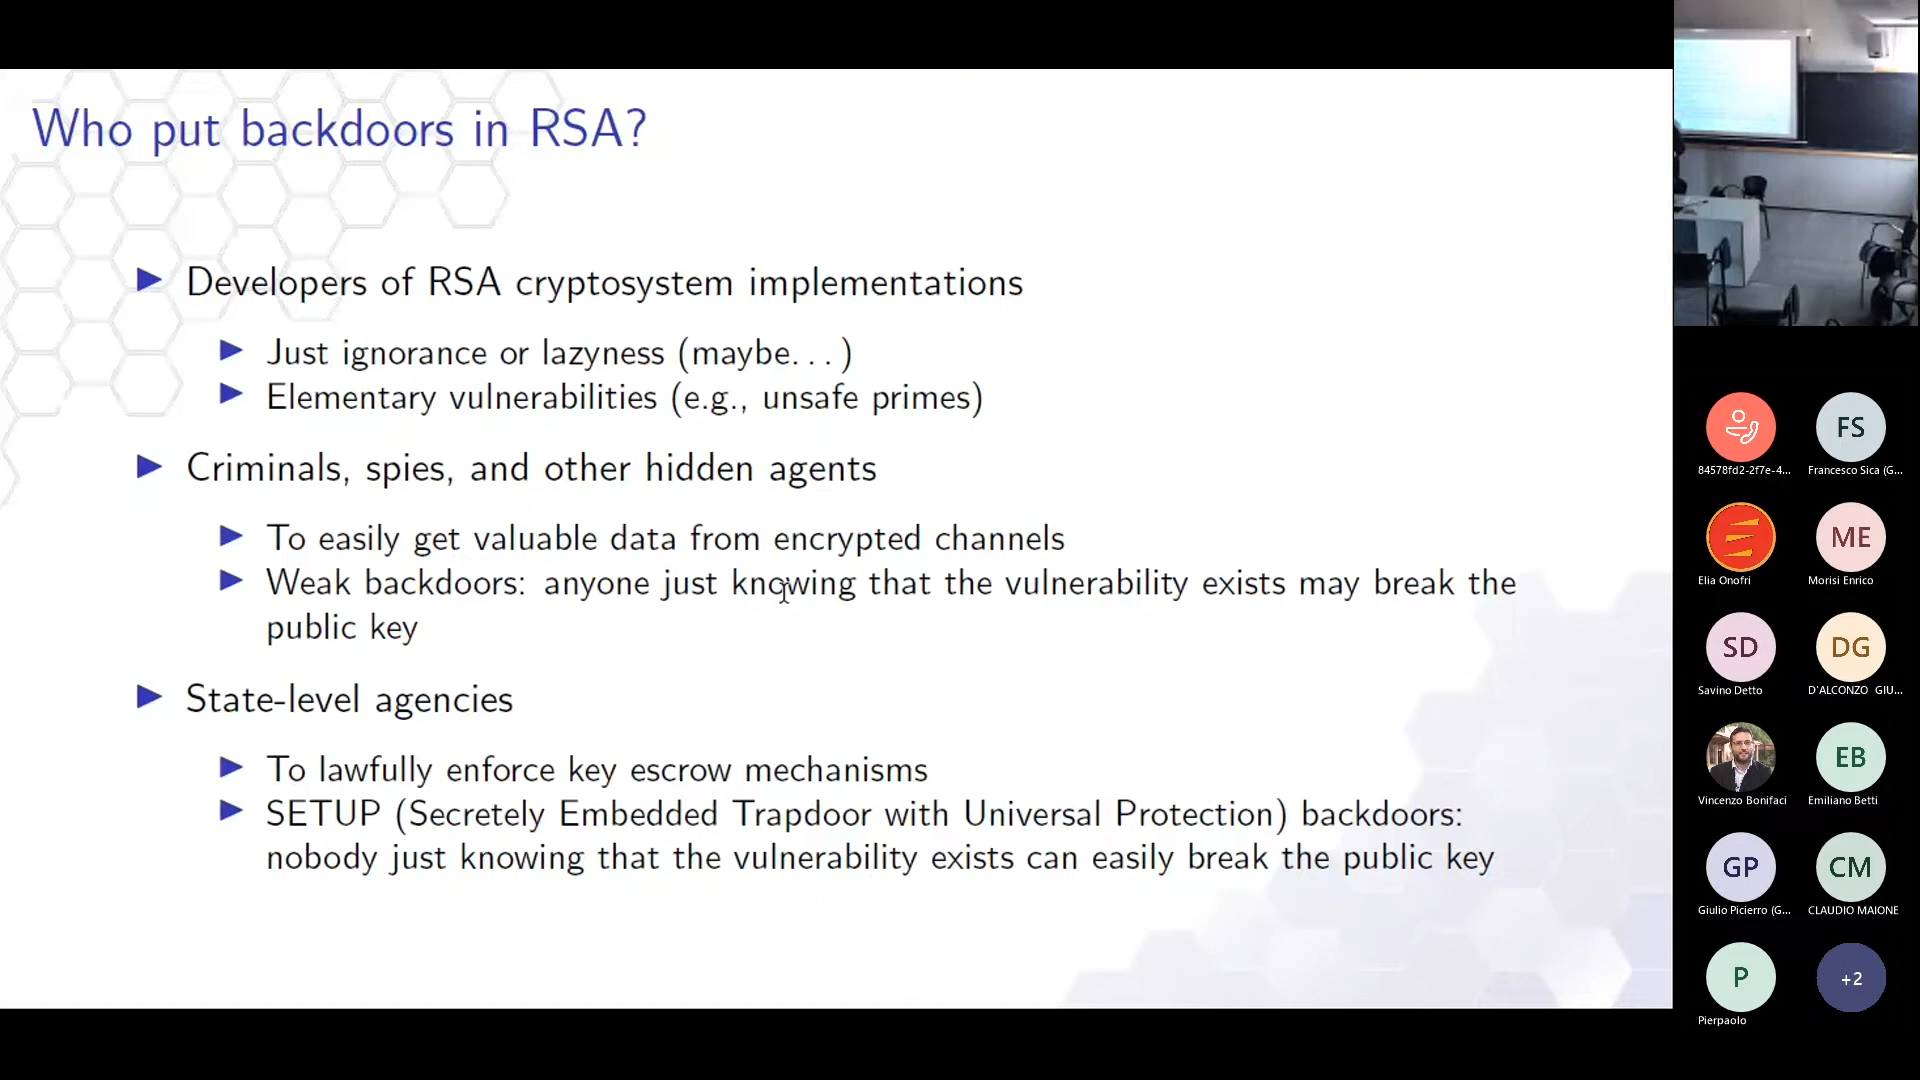 Who put backdoors in RSA?
Developers of RSA cryptosystem implementations
Just ignorance or lazyness (maybe...)
Elementary vulnerabilities (e.g., unsafe primes)
Criminals, spies, and other hidden agents
To easily get valuable data from encrypted channels
Weak backdoors: anyone just knowing that the vulnerability exists may break the
public key
State-level agencies
To lawfully enforce key escrow mechanisms
SETUP (Secretely Embedded Trapdoor with Universal Protection) backdoors:
nobody just knowing that the vulnerability exists can easily break the public key
FS
84578fd2-2f7e-4...
Francesco Sica (G...
ME
Elia Onofri
Morisi Enrico
SD
DG
Savino Detto
D'ALCONZO GIU...
EB
Vincenzo Bonifaci
Emiliano Betti
GP
CM
Giulio Picierro (G...
CLAUDIO MAIONE
P
+2
Pierpaolo